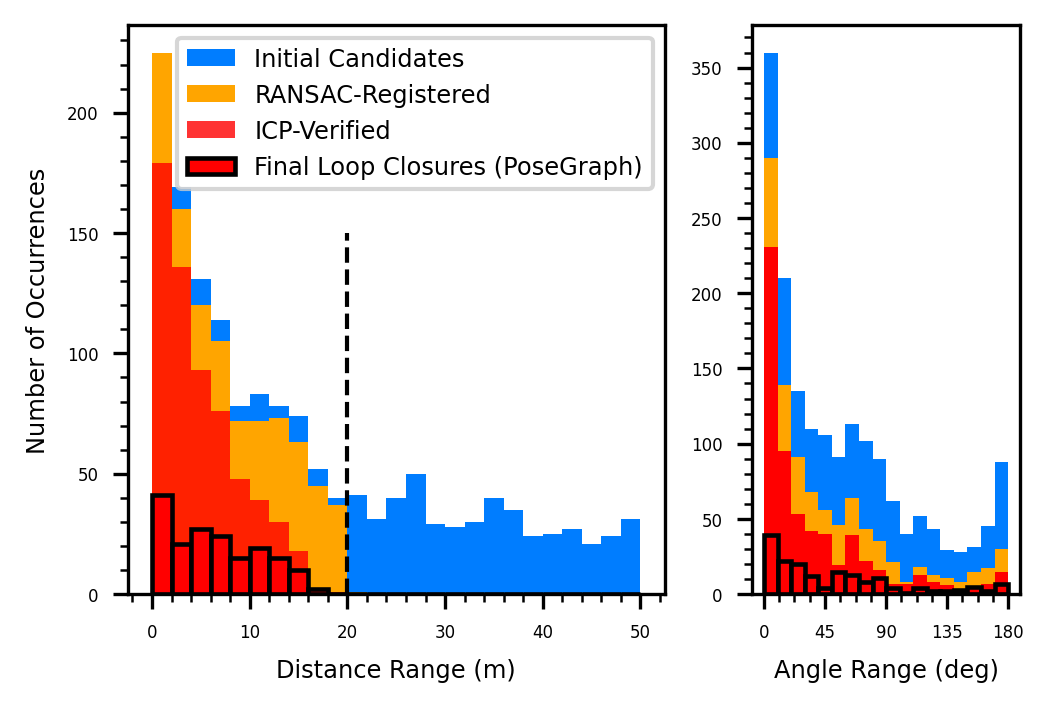 Initial Candidates
RANSAC-Registered
ICP-Verified
Final Loop Closures (PoseGraph)
Number of Occurrences
200
150
100
50
0
0 10 20 30 40 50
Distance Range (m)
350
300
250
200
150
100
50
0
0 45 90 135 180
Angle Range (deg)